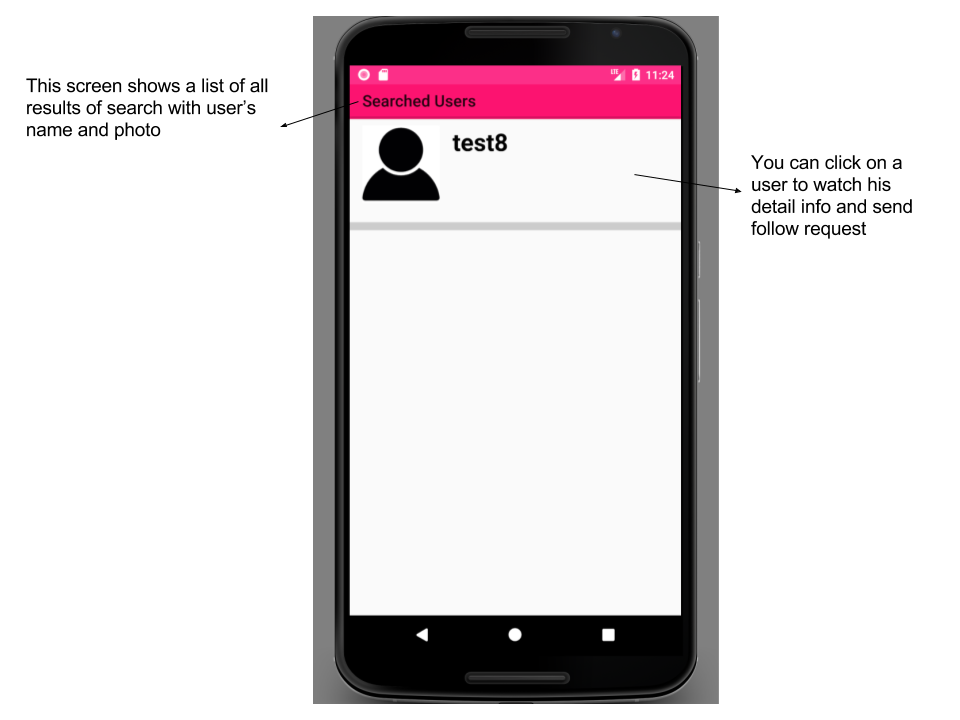 This screen shows a list of all
results of search with user's
name and photo
LTE 11:24
Searched Users
test8
You can click on a
user to watch his
detail info and send
follow request